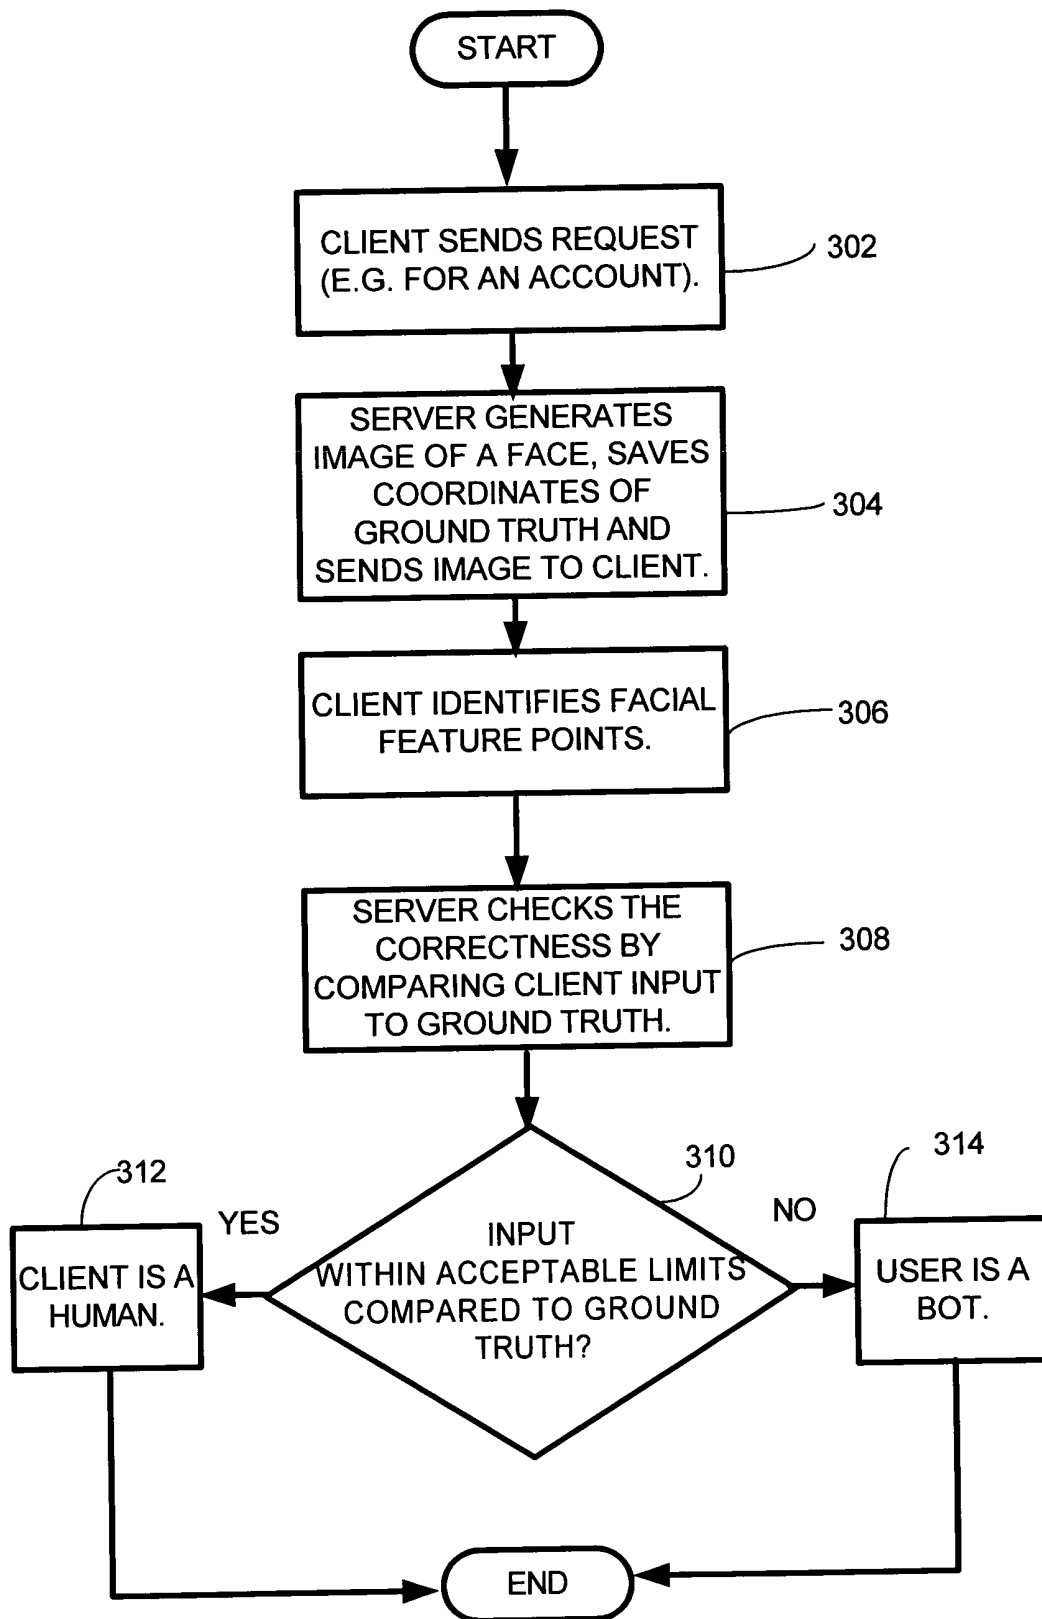 START
CLIENT SENDS REQUEST
(E.G. FOR AN ACCOUNT).
302
SERVER GENERATES
IMAGE OF A FACE, SAVES
COORDINATES OF
GROUND TRUTH AND
SENDS IMAGE TO CLIENT.
304
CLIENT IDENTIFIES FACIAL
FEATURE POINTS.
306
SERVER CHECKS THE
CORRECTNESS BY
COMPARING CLIENT INPUT
TO GROUND TRUTH.
308
312
YES
310
NO
314
CLIENT IS A
HUMAN.
INPUT
WITHIN ACCEPTABLE LIMITS
COMPARED TO GROUND
TRUTH?
USER IS A
BOT.
END